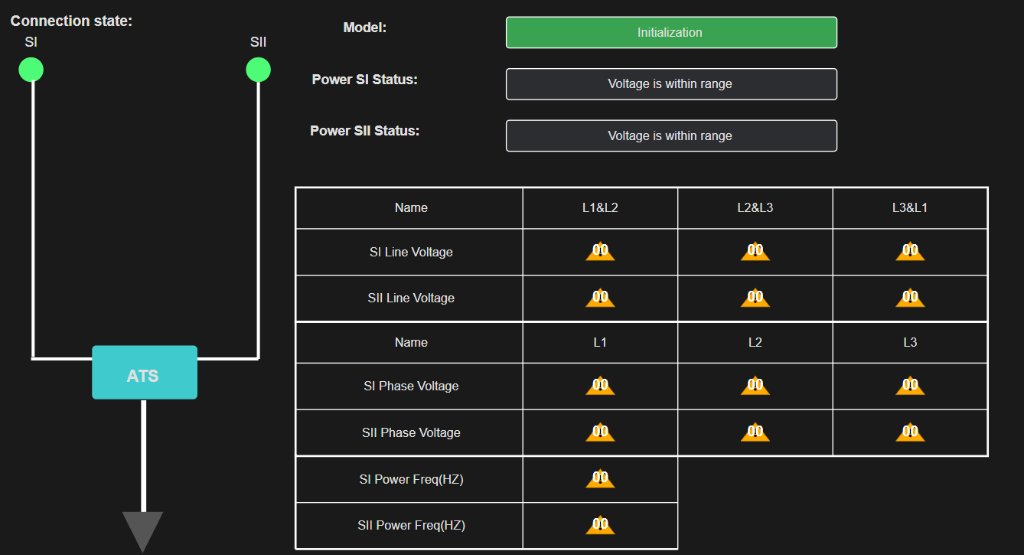 Connection state:
SI
SII
Model:
Initialization
Power SI Status:
Voltage is within range
Power SII Status:
Voltage is within range
Name L1&L2 L2&L3 L3&L1
SI Line Voltage 00 00 00
SII Line Voltage 00 00 00
Name L1 L2 L3
SI Phase Voltage 00 00 00
SII Phase Voltage 00 00 00
SI Power Freq(HZ) 00
SII Power Freq(HZ) 00
ATS